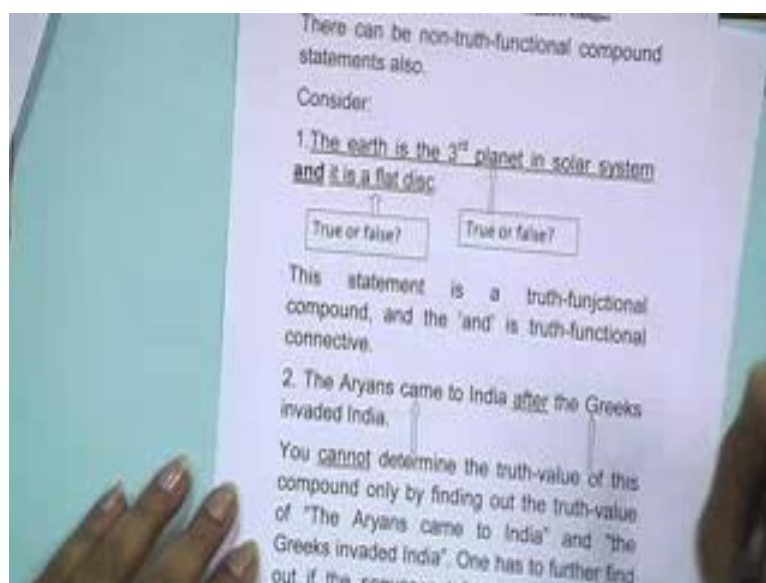 There can be non-truth-functional compound
statements also.
Consider:
1.The earth is the 3rd planet in solar system
and it is a flat disc
True or false?
True or false?
This statement is a truth-funjctional
compound, and the 'and' is truth-functional
connective.
2. The Aryans came to India after the Greeks
invaded India.
You cannot determine the truth-value of this
compound only by finding out the truth-value
of "The Aryans came to India" and "the
Greeks invaded India". One has to further find
out if the